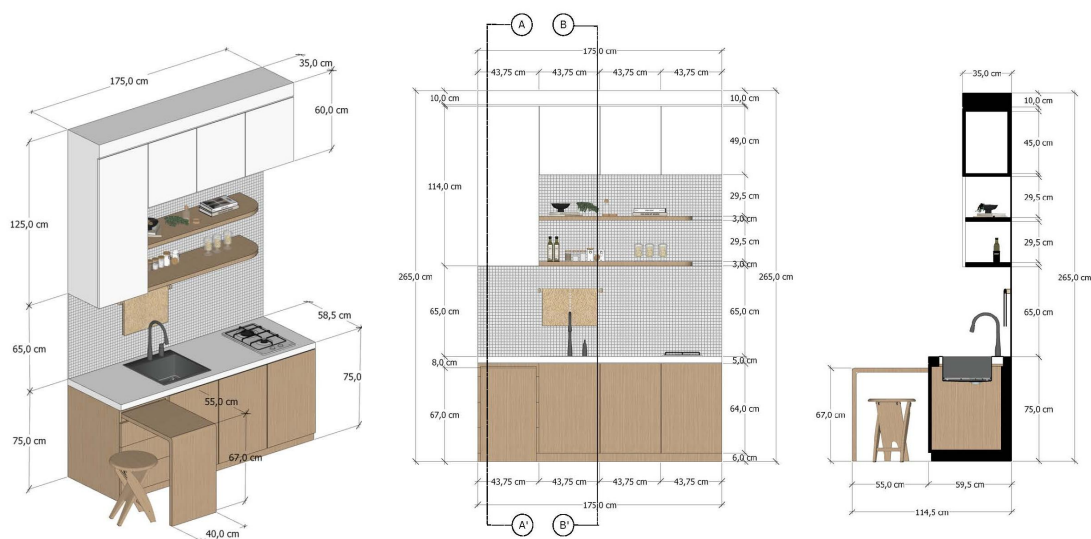 175,0 cm
35,0 cm
60,0 cm
125,0 cm
65,0 cm
75,0 cm
58,5 cm
75,0
55,0 cm
67,0 cm
40,0 cm
A
B
175,0 cm
43,75 cm 43,75 cm 43,75 cm 43,75 cm
10,0 cm
10,0 cm
114,0 cm
49,0 cm
29,5 cm
3,0 cm
29,5 cm
3,0 cm
265,0 cm
265,0 cm
65,0 cm
65,0 cm
8,0 cm
5,0 cm
67,0 cm
64,0 cm
6,0 cm
43,75 cm 43,75 cm 43,75 cm 43,75 cm
175,0 cm
A'
B'
35,0 cm
10,0 cm
45,0 cm
29,5 cm
29,5 cm
265,0 cm
65,0 cm
67,0 cm
75,0 cm
55,0 cm
59,5 cm
114,5 cm